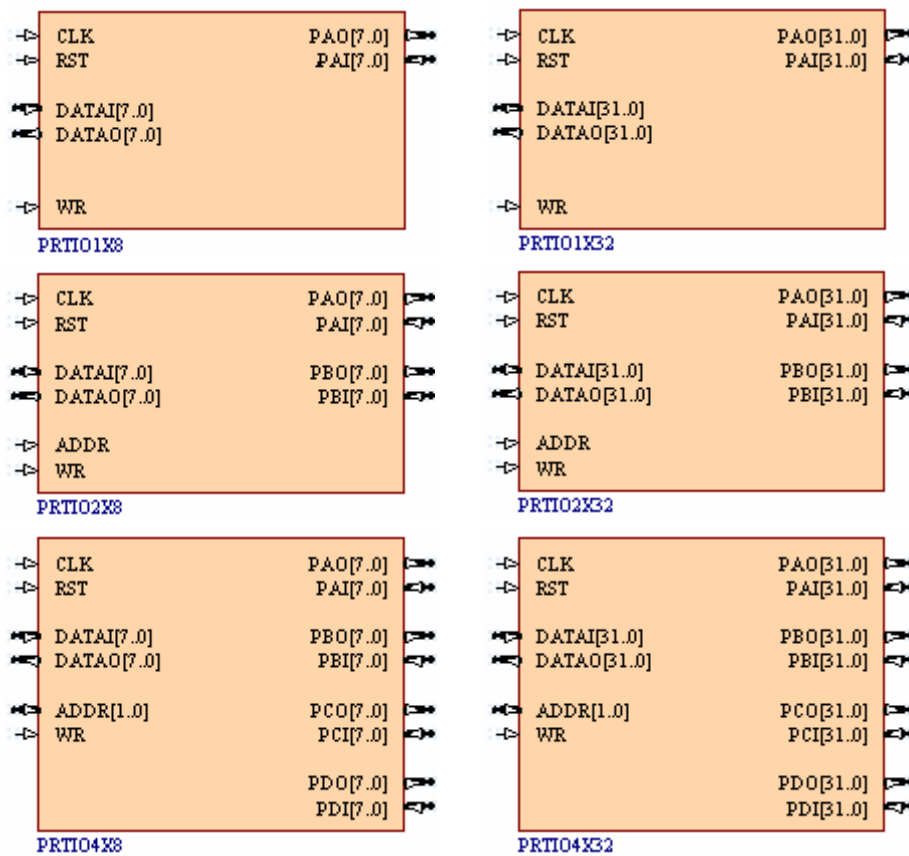 CLK PAO[7..0]
RST PAI[7..0]
DATAI[7..0]
DATAO[7..0]
WR
PRTIO1X8
CLK PAO[31..0]
RST PAI[31..0]
DATAI[31..0]
DATAO[31..0]
WR
PRTIO1X32
CLK PAO[7..0]
RST PAI[7..0]
DATAI[7..0] PBO[7..0]
DATAO[7..0] PBI[7..0]
ADDR
WR
PRTIO2X8
CLK PAO[31..0]
RST PAI[31..0]
DATAI[31..0] PBO[31..0]
DATAO[31..0] PBI[31..0]
ADDR
WR
PRTIO2X32
CLK PAO[7..0]
RST PAI[7..0]
DATAI[7..0] PBO[7..0]
DATAO[7..0] PBI[7..0]
ADDR[1..0] PCO[7..0]
WR PCI[7..0]
PDO[7..0]
PDI[7..0]
PRTIO4X8
CLK PAO[31..0]
RST PAI[31..0]
DATAI[31..0] PBO[31..0]
DATAO[31..0] PBI[31..0]
ADDR[1..0] PCO[31..0]
WR PCI[31..0]
PDO[31..0]
PDI[31..0]
PRTIO4X32